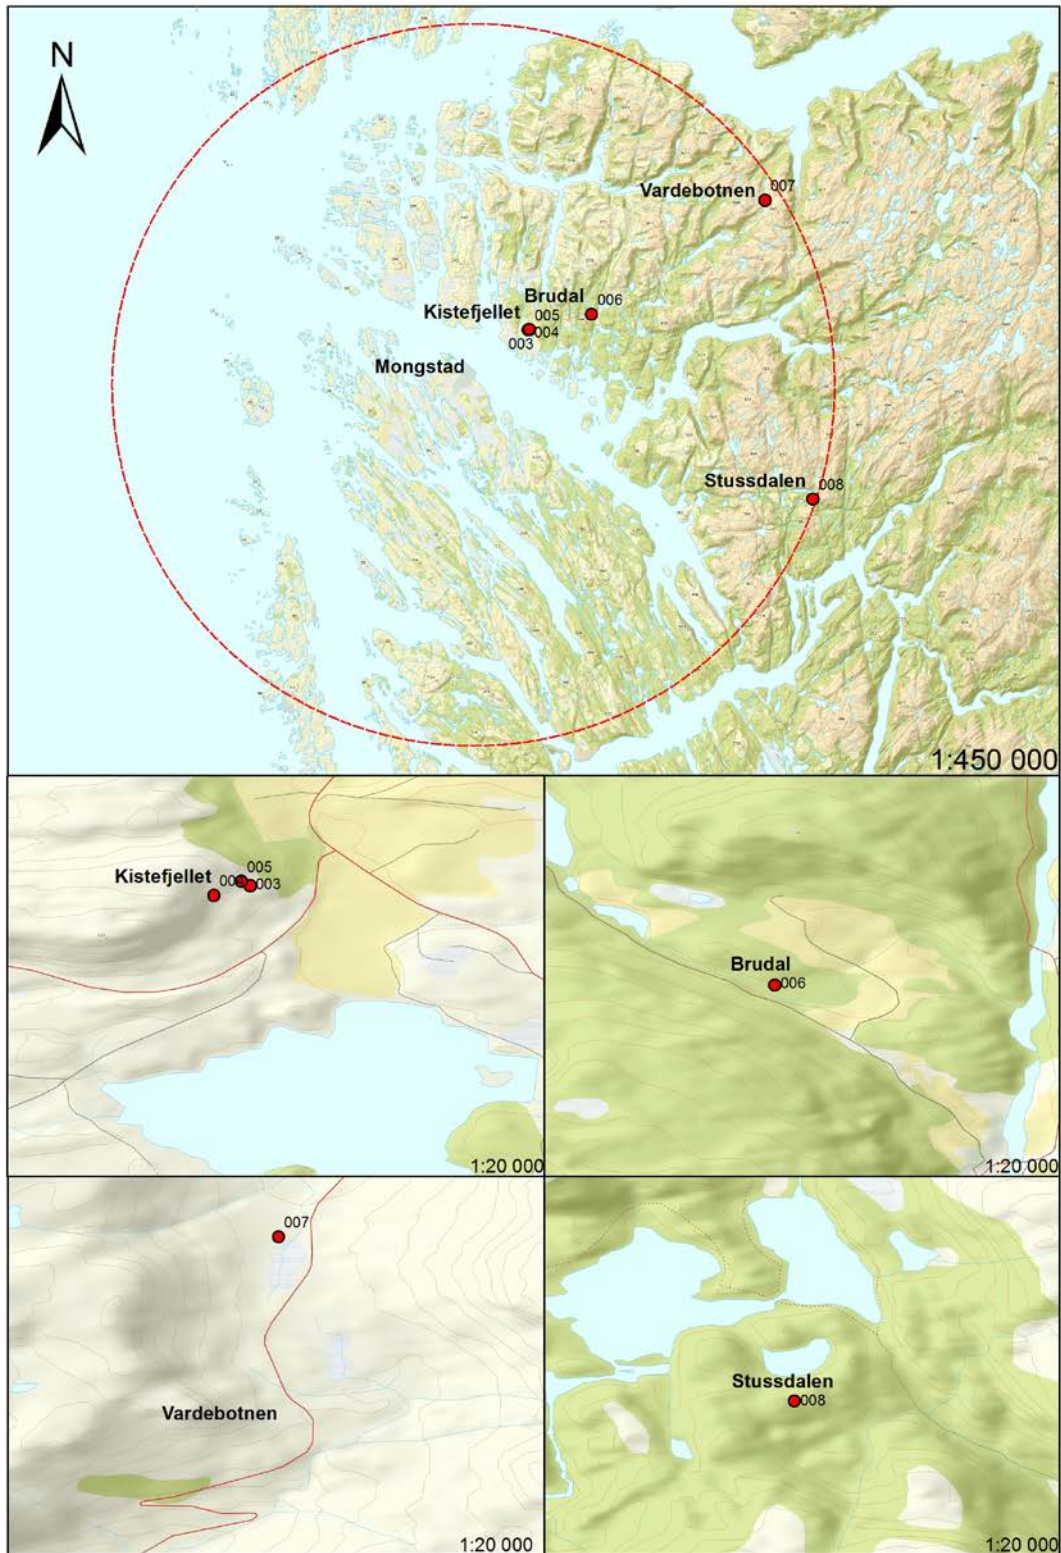 N
007
Vardebotnen
Brudal 006
Kistefjellet 005
004
003
Mongstad
Stussdalen 008
1:450 000
005
Kistefjellet 004 003
1:20 000
Brudal
006
1:20 000
007
Vardebotnen
1:20 000
Stussdalen
008
1:20 000